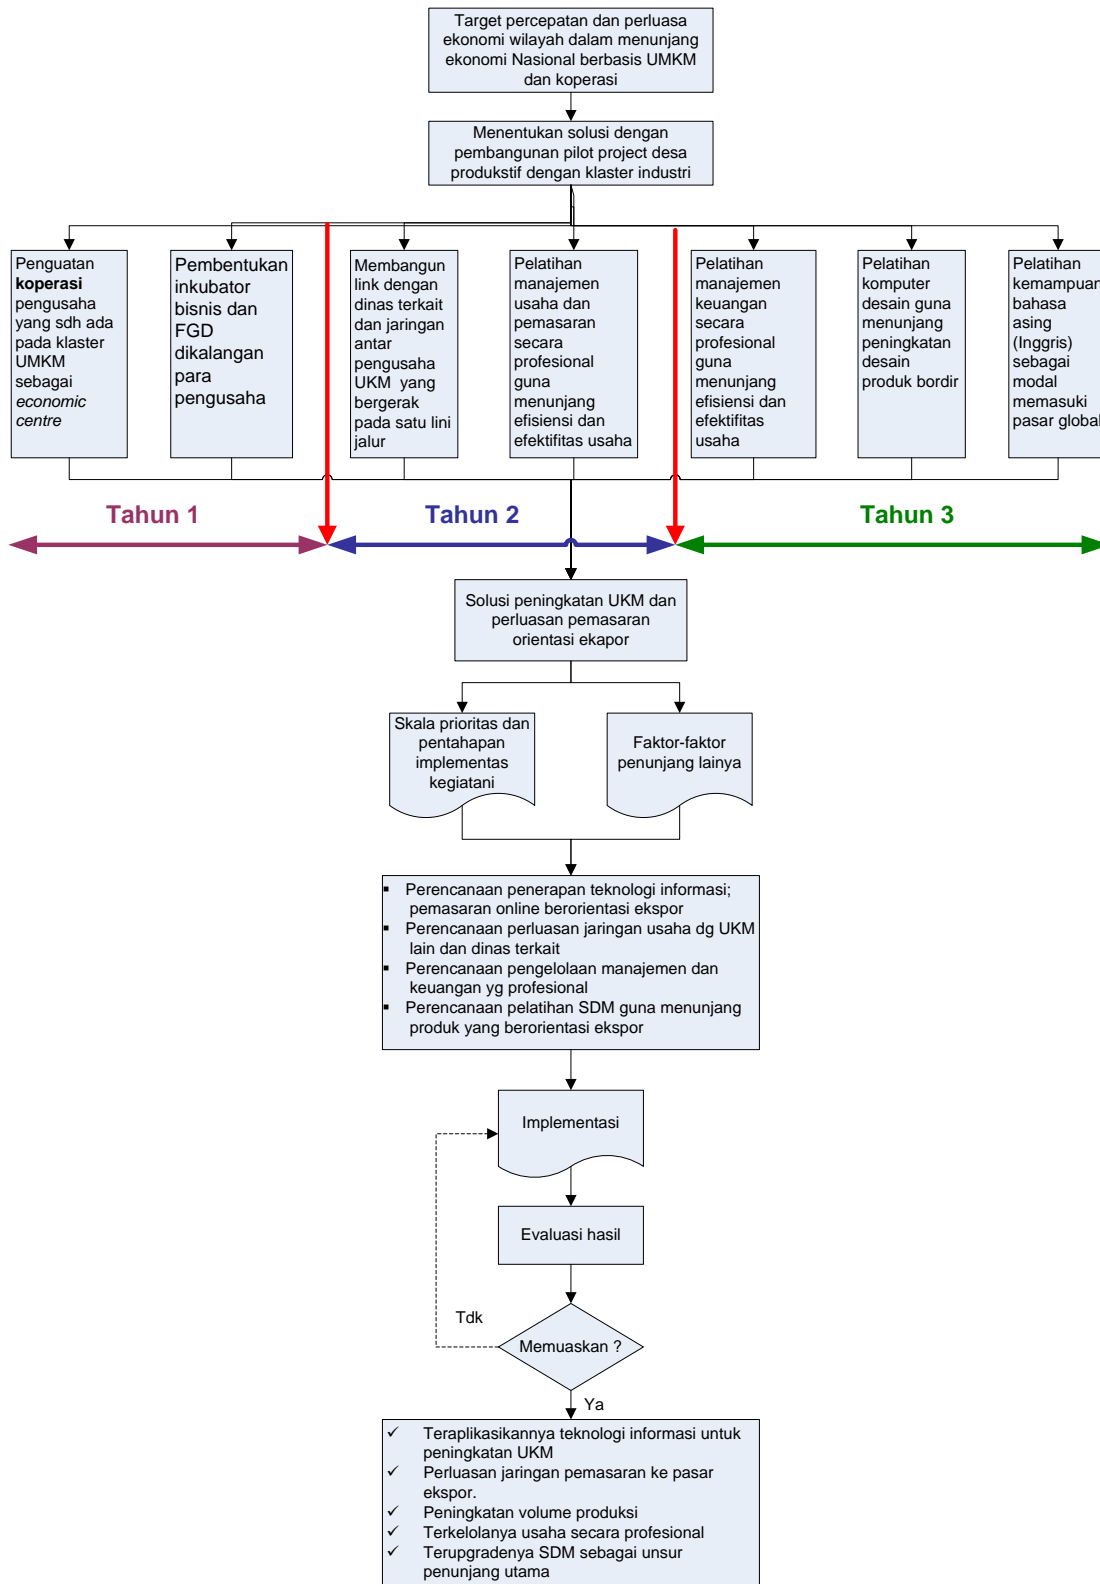 Target percepatan dan perluasa
ekonomi wilayah dalam menunjang
ekonomi Nasional berbasis UMKM
dan koperasi
Menentukan solusi dengan
pembangunan pilot project desa
produkstif dengan klaster industri
Penguatan
koperasi
pengusaha
yang sdh ada
pada klaster
UMKM
sebagai
economic
centre
Pembentukan
inkubator
bisnis dan
FGD
dikalangan
para
pengusaha
Membangun
link dengan
dinas terkait
dan jaringan
antar
pengusaha
UKM yang
bergerak
pada satu lini
jalur
Pelatihan
manajemen
usaha dan
pemasaran
secara
profesional
guna
menunjang
efisiensi dan
efektifitas usaha
Pelatihan
manajemen
keuangan
secara
profesional
guna
menunjang
efisiensi dan
efektifitas
usaha
Pelatihan
komputer
desain guna
menunjang
peningkatan
desain
produk bordir
Pelatihan
kemampuan
bahasa
asing
(Inggris)
sebagai
modal
memasuki
pasar global
Tahun 1
Tahun 2
Tahun 3
Solusi peningkatan UKM dan
perluasan pemasaran
orientasi ekapor
Skala prioritas dan
pentahapan
implementas
kegiatani
Faktor-faktor
penunjang lainya
▪ Perencanaan penerapan teknologi informasi;
pemasaran online berorientasi ekspor
▪ Perencanaan perluasan jaringan usaha dg UKM
lain dan dinas terkait
▪ Perencanaan pengelolaan manajemen dan
keuangan yg profesional
▪ Perencanaan pelatihan SDM guna menunjang
produk yang berorientasi ekspor
Implementasi
Evaluasi hasil
Tdk
Memuaskan ?
Ya
✓ Teraplikasikannya teknologi informasi untuk
peningkatan UKM
✓ Perluasan jaringan pemasaran ke pasar
ekspor.
✓ Peningkatan volume produksi
✓ Terkelolanya usaha secara profesional
✓ Terupgradenya SDM sebagai unsur
penunjang utama